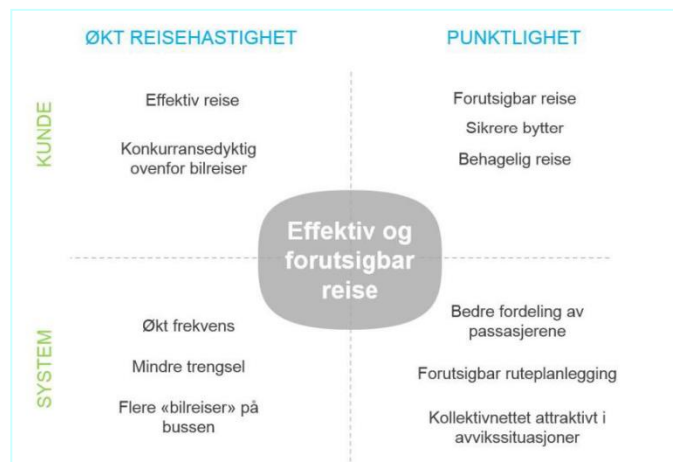 ØKT REISEHASTIGHET
PUNKTLIGHET
KUNDE
Effektiv reise
Konkurransedyktig
ovenfor bilreiser
Forutsigbar reise
Sikrere bytter
Behagelig reise
Effektiv og
forutsigbar
reise
SYSTEM
Økt frekvens
Mindre trengsel
Flere «bilreiser» på
bussen
Bedre fordeling av
passasjerene
Forutsigbar ruteplanlegging
Kollektivnettet attraktivt i
avvikssituasjoner